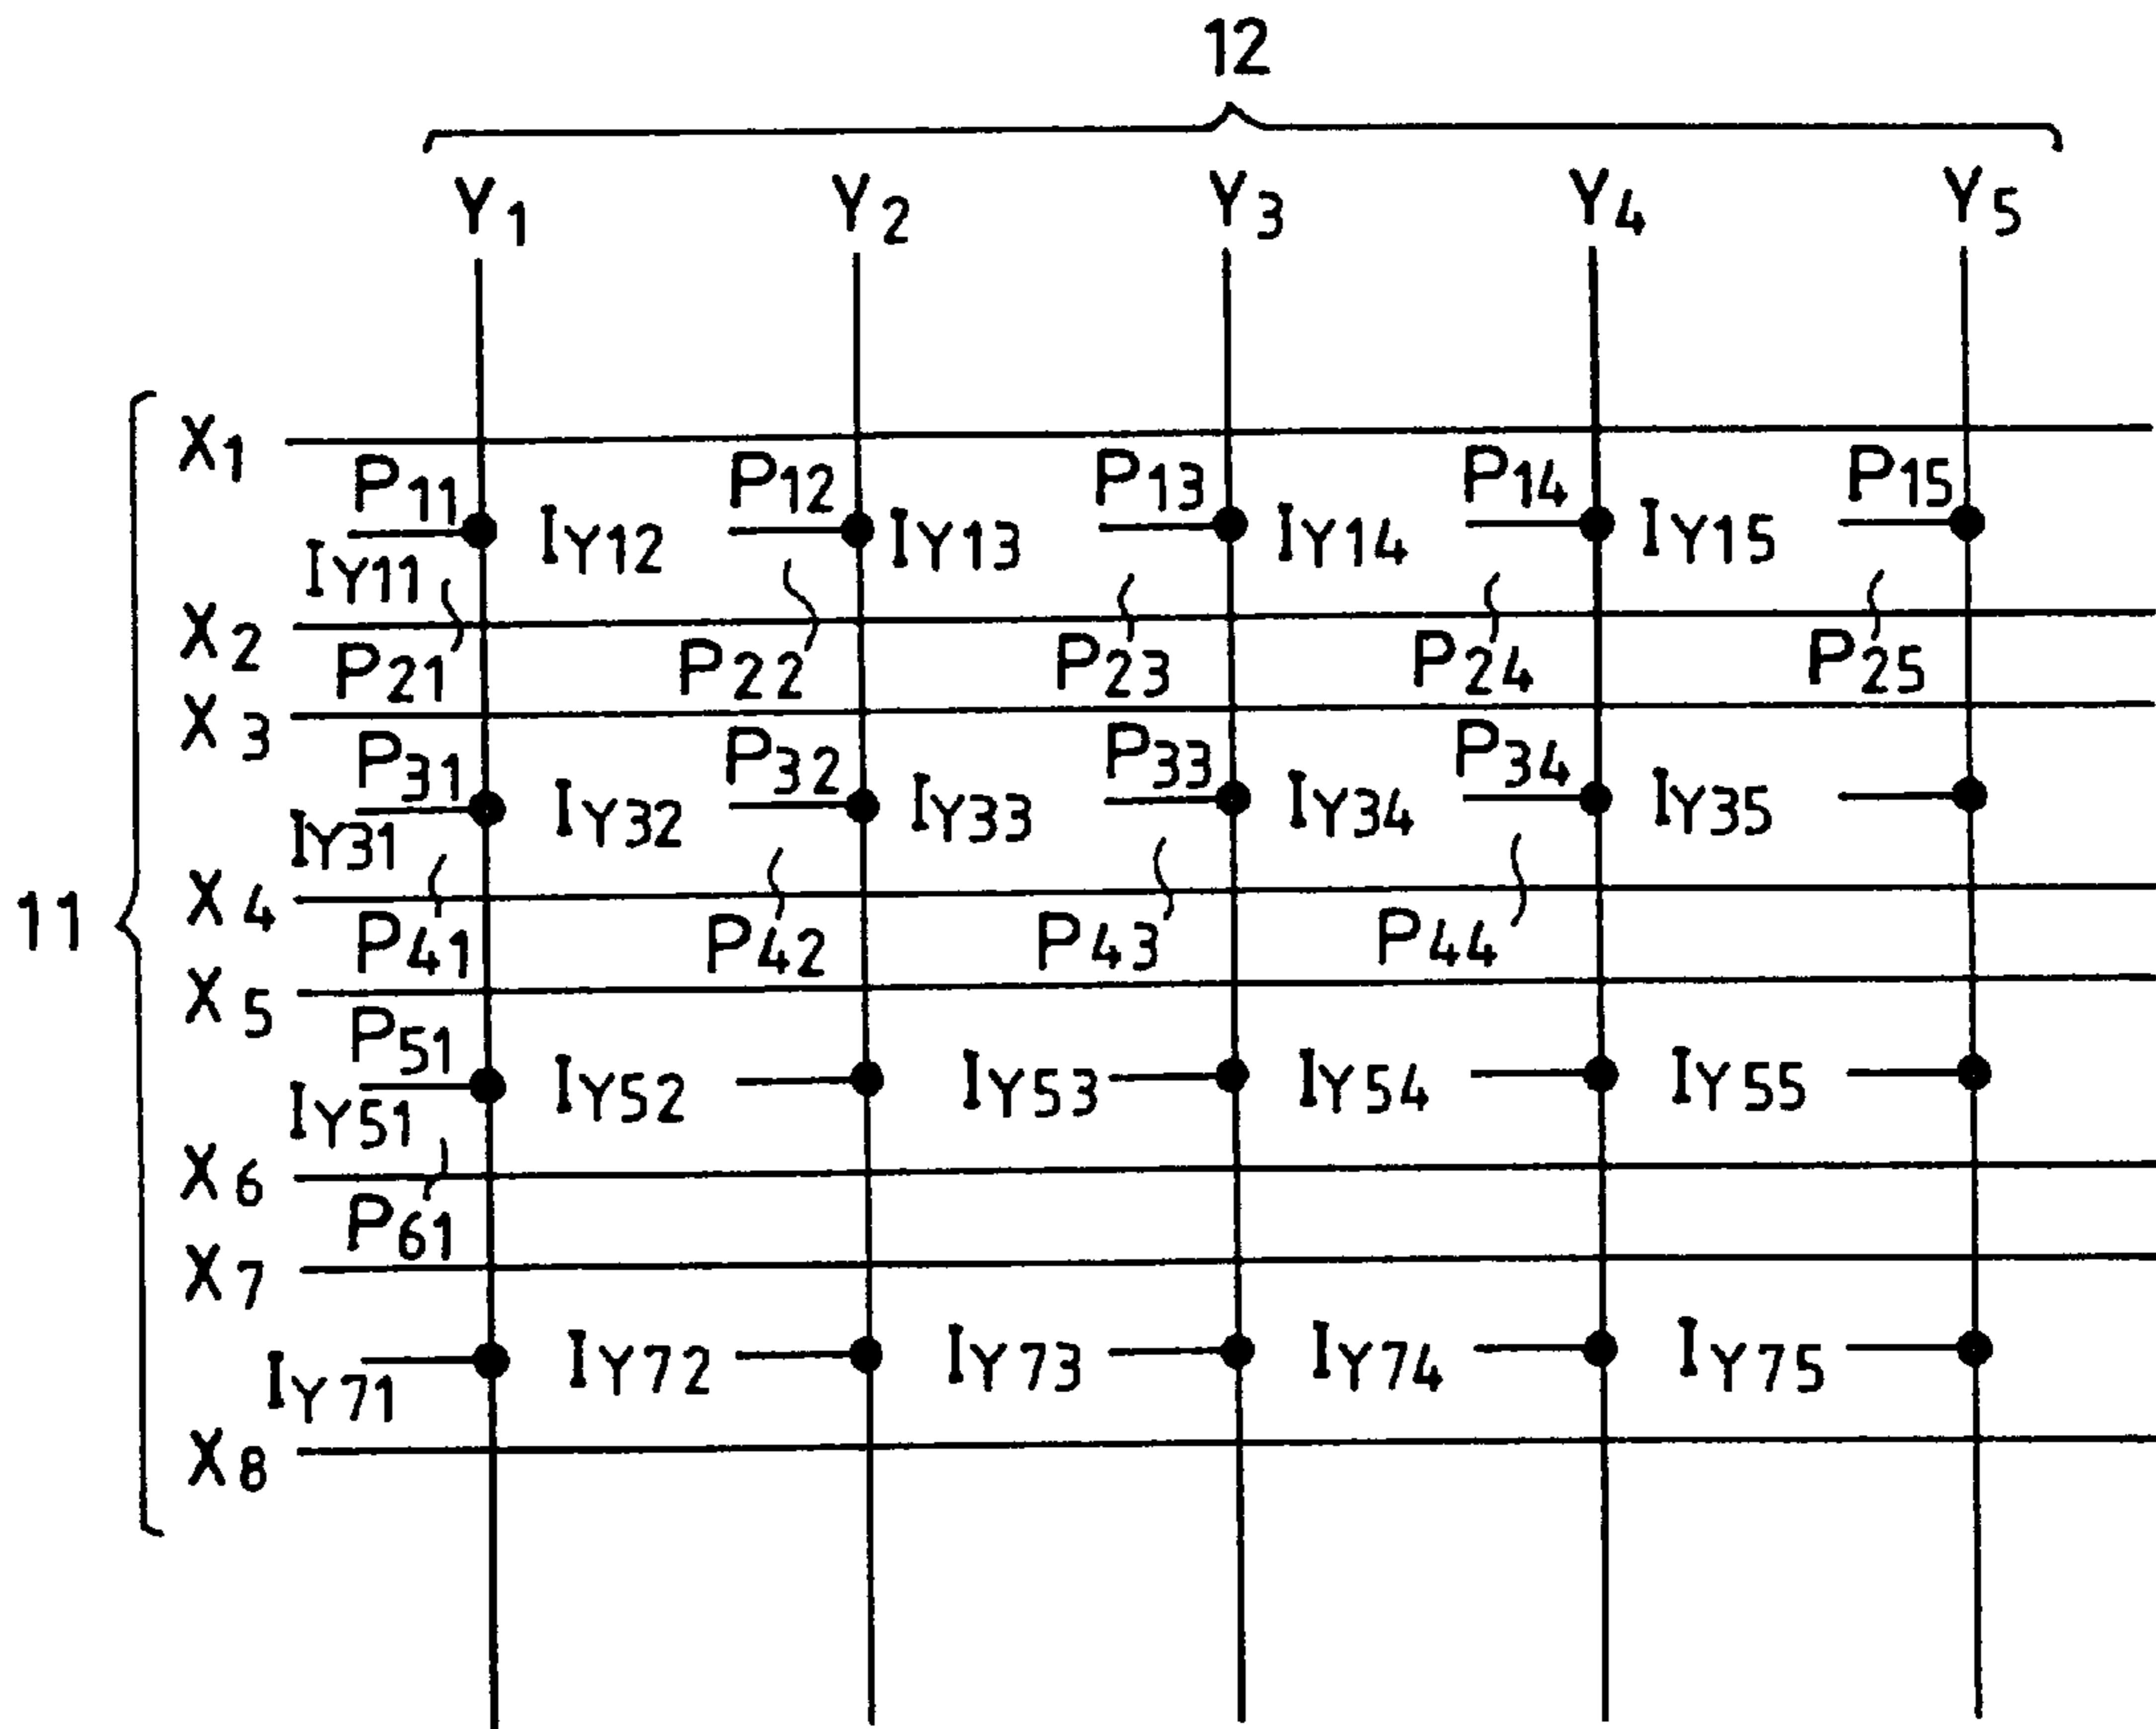 12
Y1 Y2 Y3 Y4 Y5
11
X1
P11 P12 P13 P14 P15
IY11 IY12 IY13 IY14 IY15
X2
P21 P22 P23 P24 P25
X3
P31 P32 P33 P34
IY31 IY32 IY33 IY34 IY35
X4
P41 P42 P43 P44
X5
P51
IY51 IY52 IY53 IY54 IY55
X6
P61
X7
IY71 IY72 IY73 IY74 IY75
X8